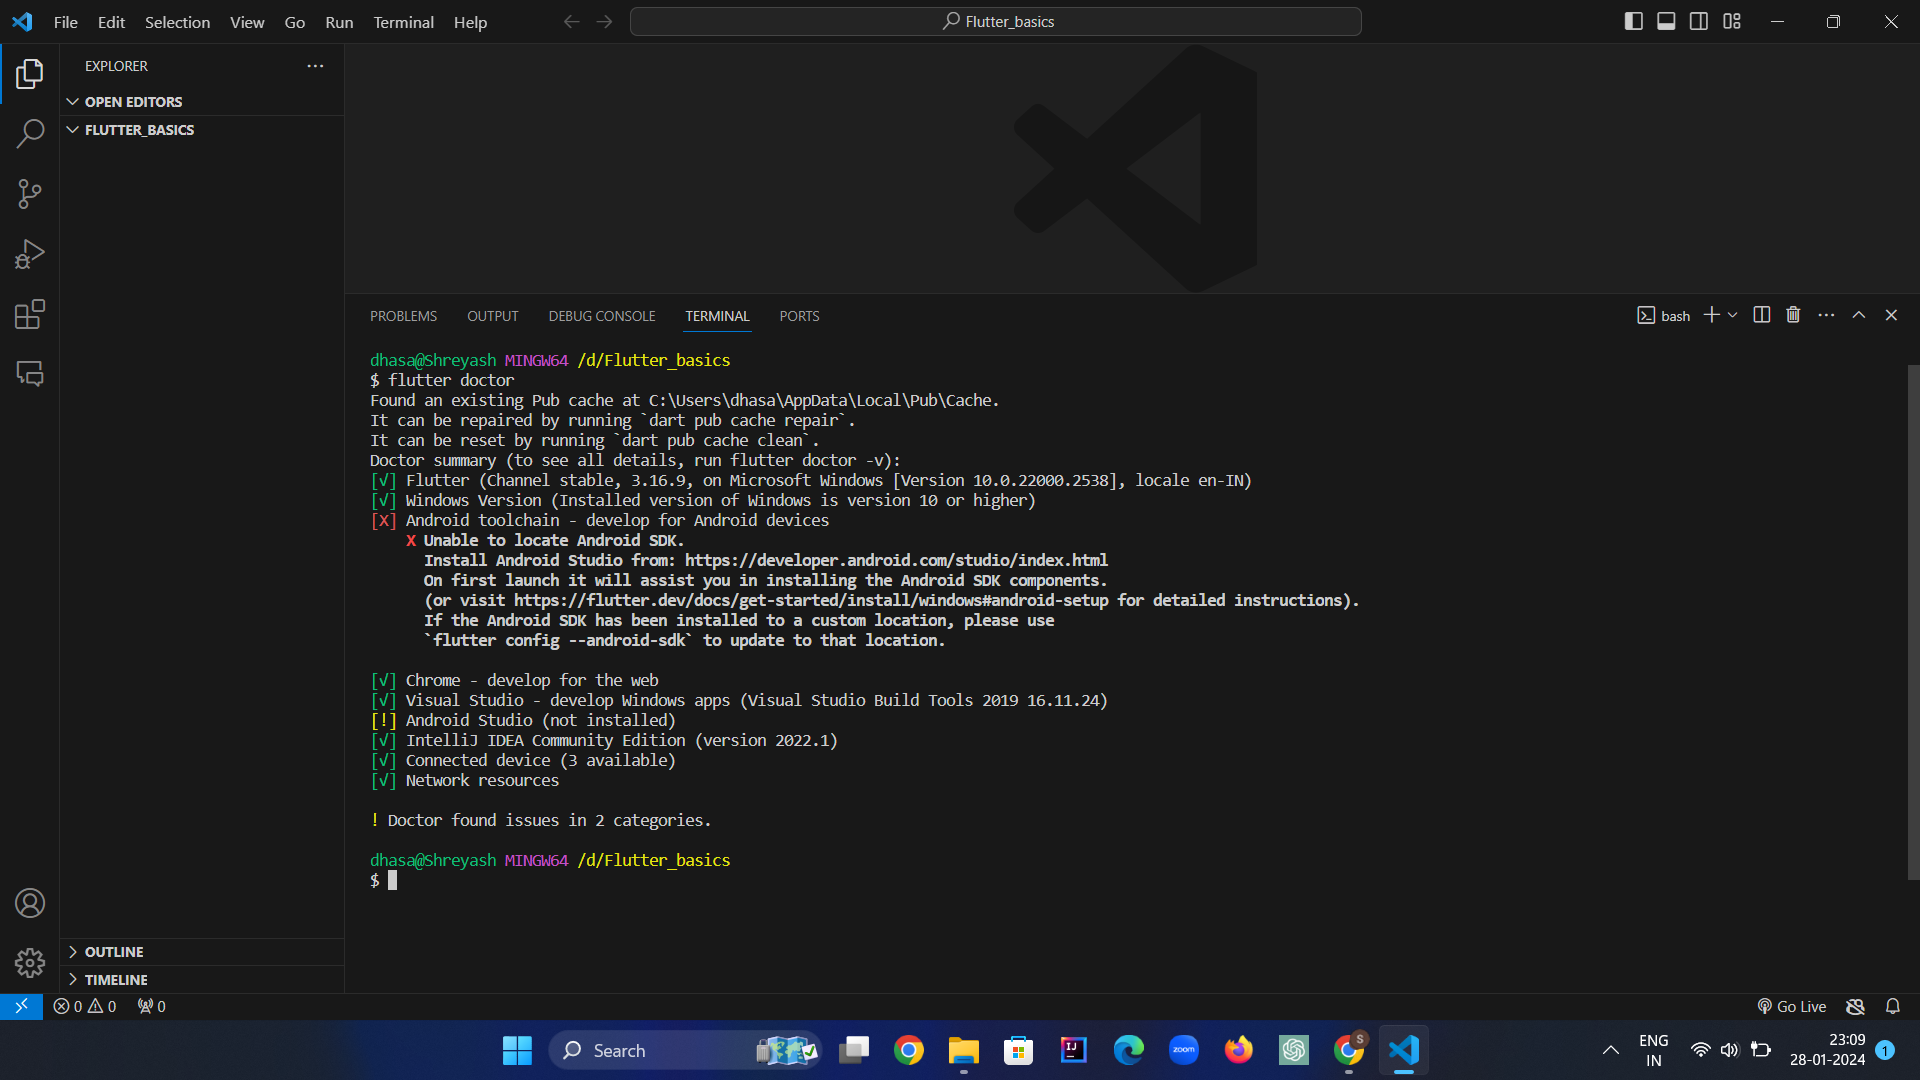 File Edit Selection View Go Run Terminal Help
Flutter_basics
EXPLORER
OPEN EDITORS
FLUTTER_BASICS
PROBLEMS OUTPUT DEBUG CONSOLE TERMINAL PORTS
bash
dhasa@Shreyash MINGW64 /d/Flutter_basics
$ flutter doctor
Found an existing Pub cache at C:\Users\dhasa\AppData\Local\Pub\Cache.
It can be repaired by running `dart pub cache repair`.
It can be reset by running `dart pub cache clean`.
Doctor summary (to see all details, run flutter doctor -v):
[√] Flutter (Channel stable, 3.16.9, on Microsoft Windows [Version 10.0.22000.2538], locale en-IN)
[√] Windows Version (Installed version of Windows is version 10 or higher)
[X] Android toolchain - develop for Android devices
X Unable to locate Android SDK.
Install Android Studio from: https://developer.android.com/studio/index.html
On first launch it will assist you in installing the Android SDK components.
(or visit https://flutter.dev/docs/get-started/install/windows#android-setup for detailed instructions).
If the Android SDK has been installed to a custom location, please use
`flutter config --android-sdk` to update to that location.
[√] Chrome - develop for the web
[√] Visual Studio - develop Windows apps (Visual Studio Build Tools 2019 16.11.24)
[!] Android Studio (not installed)
[√] IntelliJ IDEA Community Edition (version 2022.1)
[√] Connected device (3 available)
[√] Network resources
! Doctor found issues in 2 categories.
dhasa@Shreyash MINGW64 /d/Flutter_basics
$
OUTLINE
TIMELINE
0 0 0
Go Live
Search
IJ
zoom
S
ENG
IN
23:09
28-01-2024
1